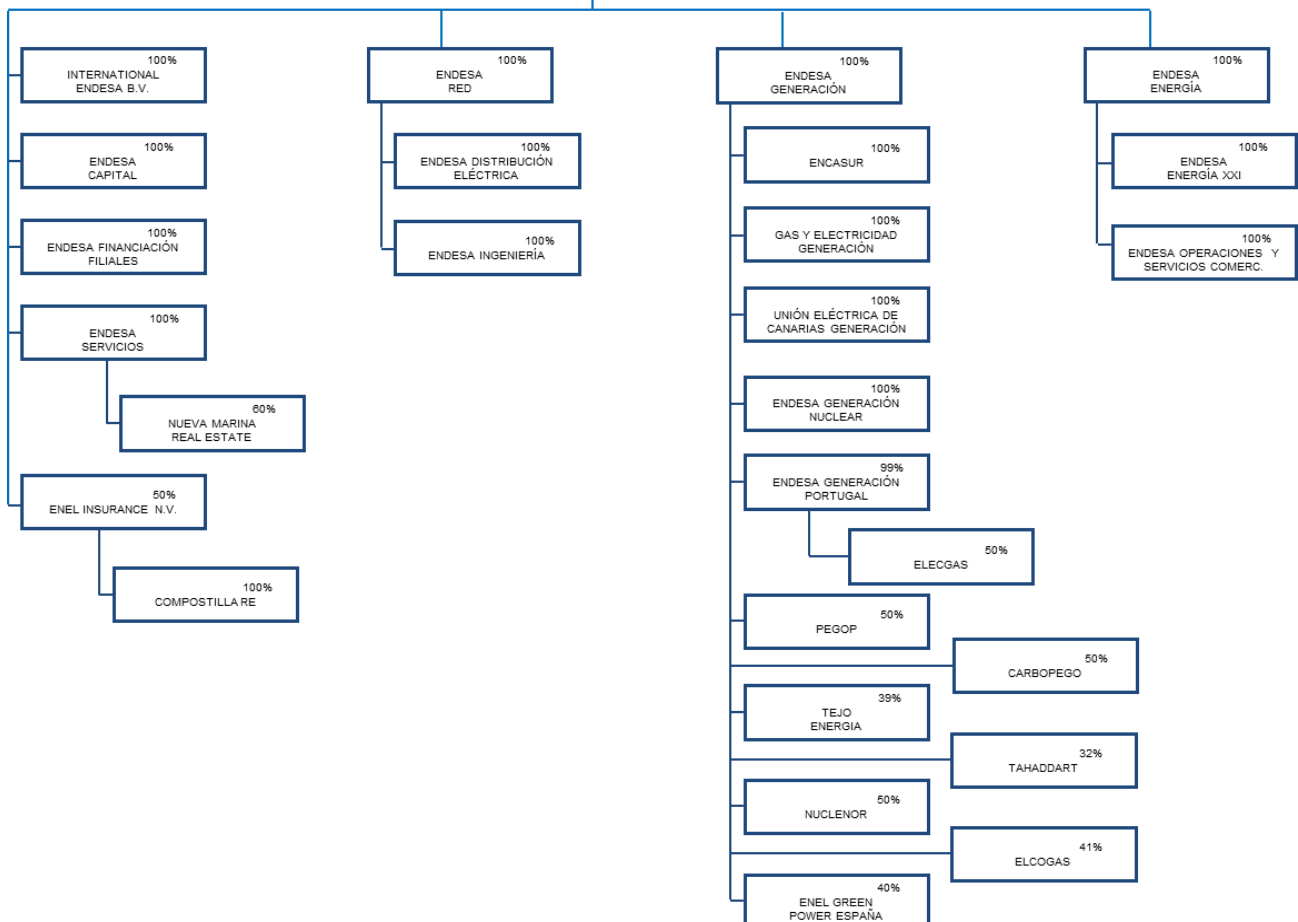 100%
INTERNATIONAL
ENDESA B.V.
100%
ENDESA
CAPITAL
100%
ENDESA FINANCIACIÓN
FILIALES
100%
ENDESA
SERVICIOS
60%
NUEVA MARINA
REAL ESTATE
50%
ENEL INSURANCE N.V.
100%
COMPOSTILLA RE
100%
ENDESA
RED
100%
ENDESA DISTRIBUCIÓN
ELÉCTRICA
100%
ENDESA INGENIERÍA
100%
ENDESA
GENERACIÓN
100%
ENCASUR
100%
GAS Y ELECTRICIDAD
GENERACIÓN
100%
UNIÓN ELÉCTRICA DE
CANARIAS GENERACIÓN
100%
ENDESA GENERACIÓN
NUCLEAR
99%
ENDESA GENERACIÓN
PORTUGAL
50%
ELECGAS
50%
PEGOP
50%
CARBOPEGO
39%
TEJO
ENERGIA
32%
TAHADDART
50%
NUCLENOR
41%
ELCOGAS
40%
ENEL GREEN
POWER ESPAÑA
100%
ENDESA
ENERGÍA
100%
ENDESA
ENERGÍA XXI
100%
ENDESA OPERACIONES Y
SERVICIOS COMERC.